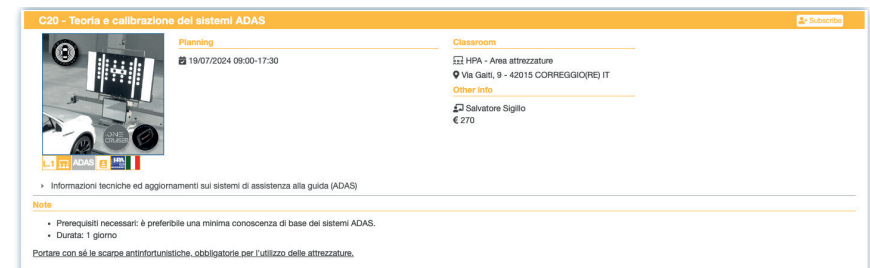 C20 - Teoria e calibrazione dei sistemi ADAS
Subscribe
Planning
19/07/2024 09:00-17:30
Classroom
HPA - Area attrezzature
Via Gaiti, 9 - 42015 CORREGGIO(RE) IT
Other info
Salvatore Sigillo
€ 270
ONE
CRUISER
L.1
ADAS
HPA
Informazioni tecniche ed aggiornamenti sui sistemi di assistenza alla guida (ADAS)
Note
Prerequisiti necessari: è preferibile una minima conoscenza di base dei sistemi ADAS.
Durata: 1 giorno
Portare con sé le scarpe antinfortunistiche, obbligatorie per l'utilizzo delle attrezzature.